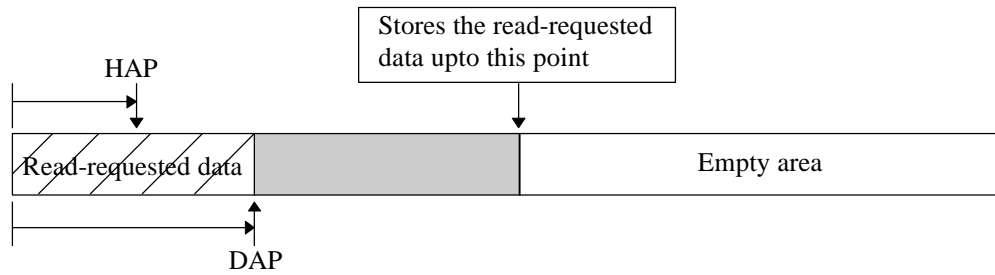 Stores the read-requested
data upto this point
HAP
Read-requested data
Empty area
DAP